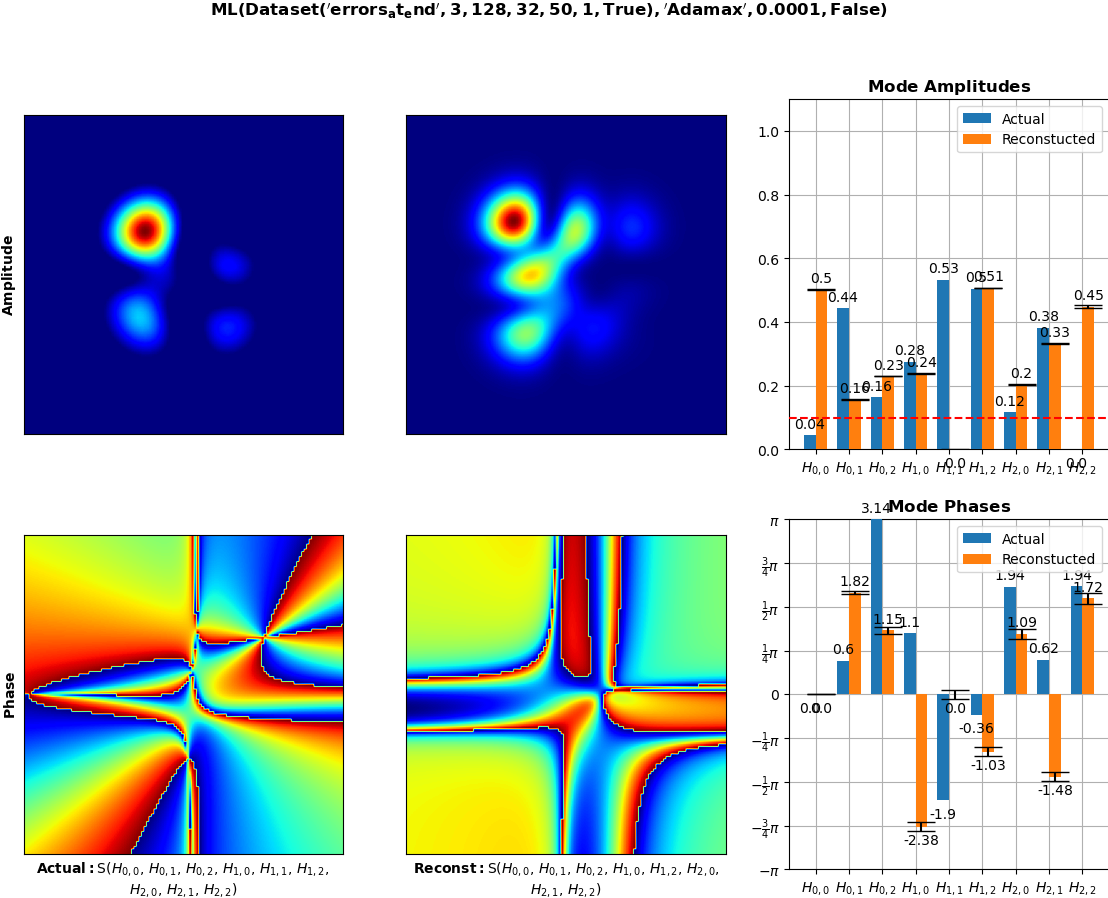 ML(Dataset('errors_at_end', 3, 128, 32, 50, 1, True), 'Adamax', 0.0001, False)
Amplitude
Mode Amplitudes
Actual
Reconstucted
1.0
0.8
0.6
0.4
0.2
0.0
0.04
0.5
0.44
0.16
0.16
0.23
0.28
0.24
0.53
0.0
0.5
0.51
0.12
0.2
0.38
0.33
0.0
0.45
H0,0 H0,1 H0,2 H1,0 H1,1 H1,2 H2,0 H2,1 H2,2
Phase
Actual: S(H0,0, H0,1, H0,2, H1,0, H1,1, H1,2,
H2,0, H2,1, H2,2)
Reconst: S(H0,0, H0,1, H0,2, H1,0, H1,2, H2,0,
H2,1, H2,2)
Mode Phases
Actual
Reconstucted
π
3/4π
1/2π
1/4π
0
−1/4π
−1/2π
−3/4π
−π
0.0
0.0
0.6
1.82
3.14
1.15
1.1
-2.38
-1.9
0.0
-0.36
-1.03
1.94
1.09
0.62
-1.48
1.94
1.72
H0,0 H0,1 H0,2 H1,0 H1,1 H1,2 H2,0 H2,1 H2,2